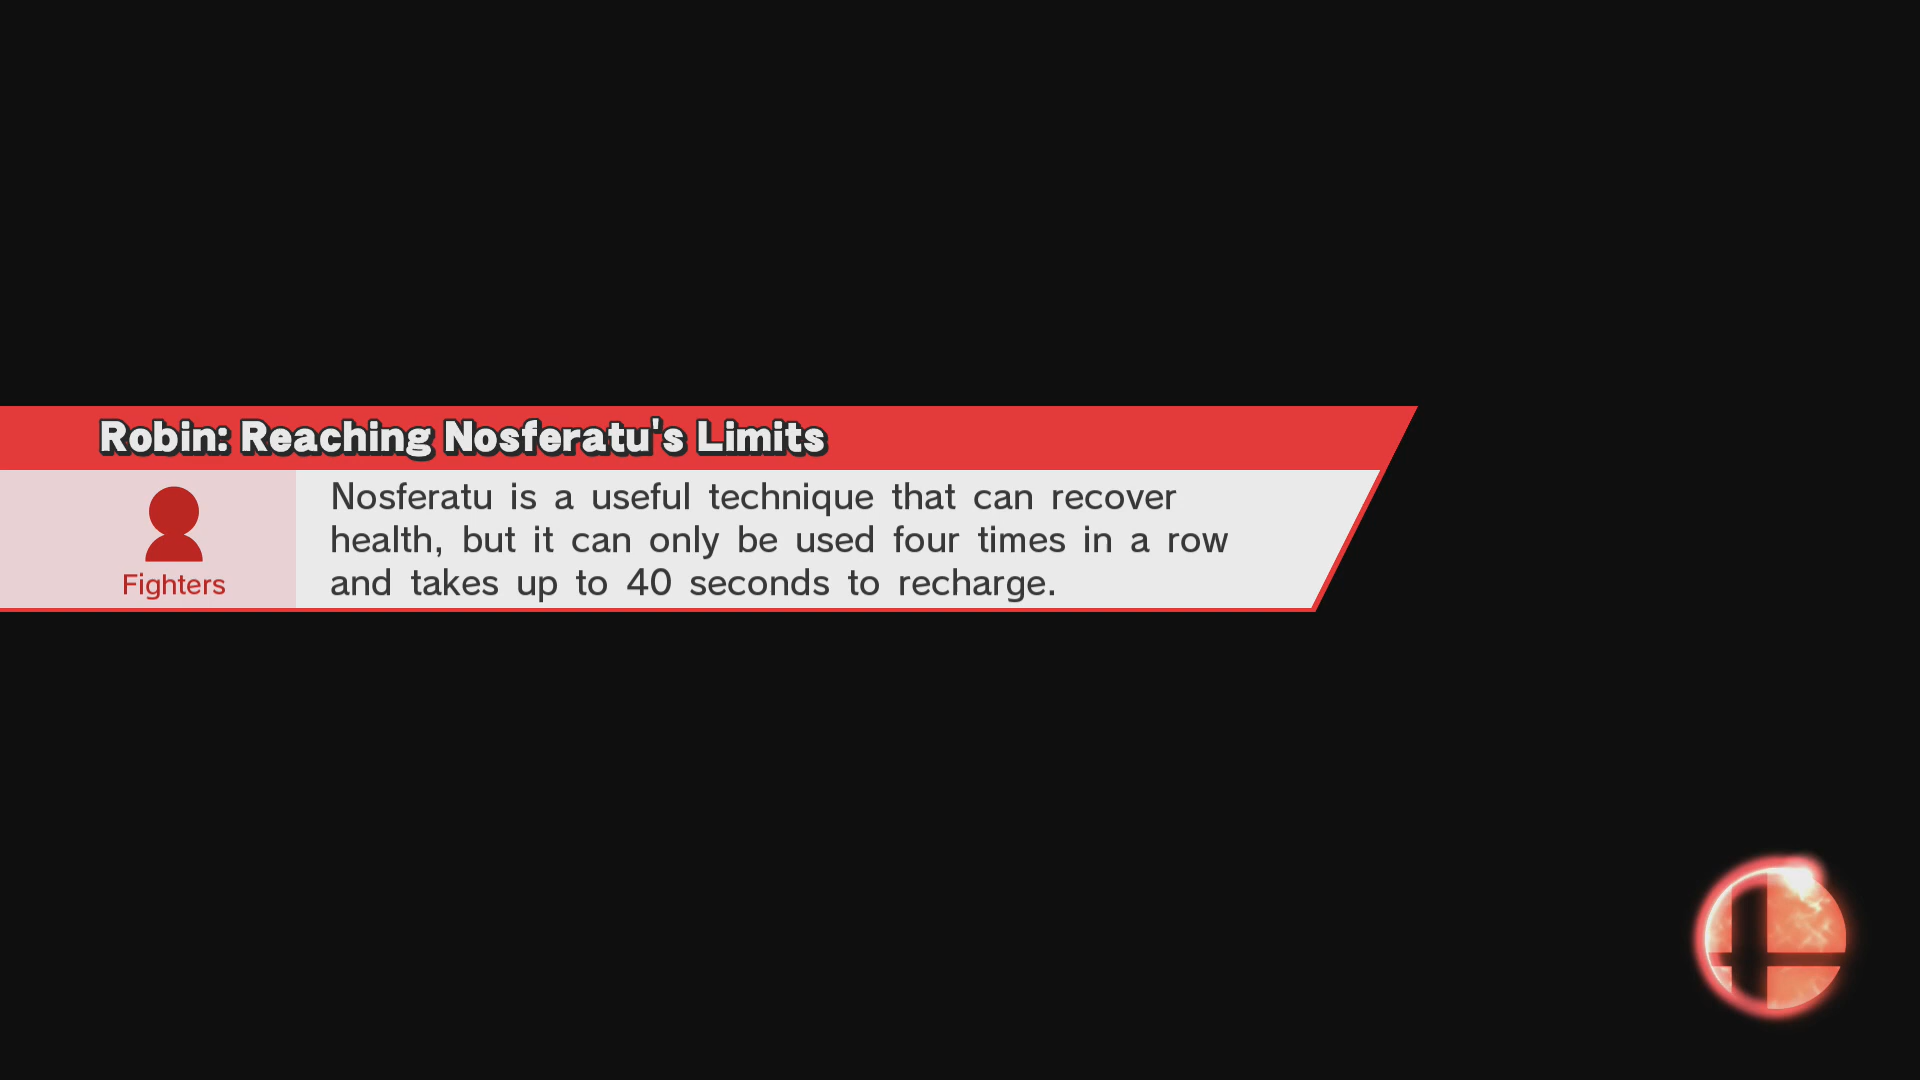 Robin: Reaching Nosferatu's Limits
Fighters
Nosferatu is a useful technique that can recover
health, but it can only be used four times in a row
and takes up to 40 seconds to recharge.